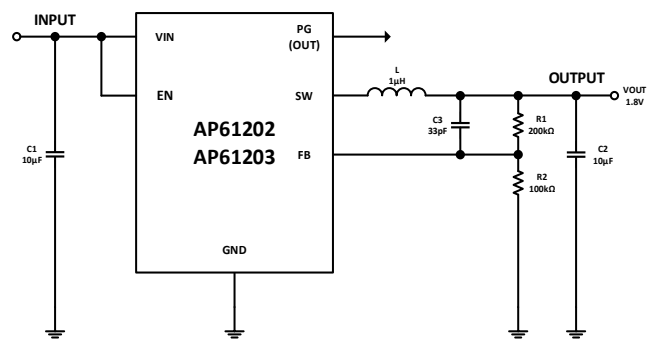 INPUT
VIN
PG
(OUT)
EN
SW
L
1µH
OUTPUT
VOUT
1.8V
C3
33pF
R1
200kΩ
AP61202
AP61203
FB
C1
10µF
R2
100kΩ
C2
10µF
GND